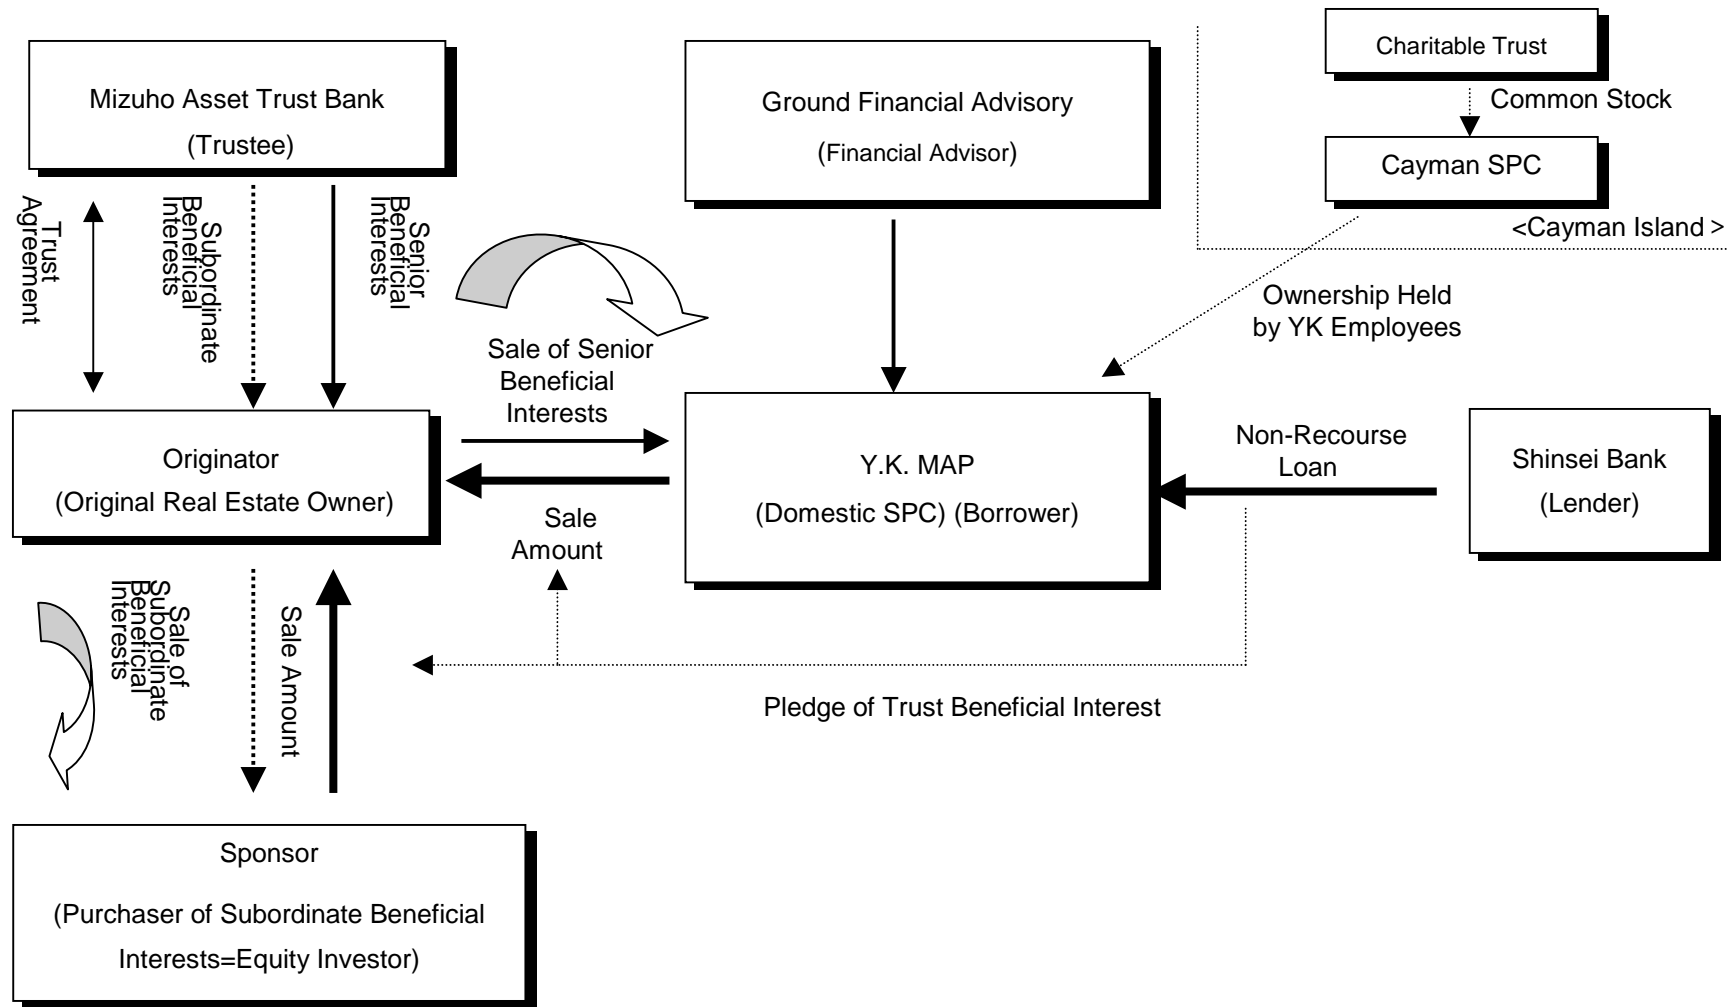 Mizuho Asset Trust Bank
(Trustee)
Ground Financial Advisory
(Financial Advisor)
Charitable Trust
Common Stock
Cayman SPC
<Cayman Island >
Trust
Agreement
Subordinate
Beneficial
Interests
Senior
Beneficial
Interests
Ownership Held
by YK Employees
Sale of Senior
Beneficial
Interests
Originator
(Original Real Estate Owner)
Sale
Amount
Y.K. MAP
(Domestic SPC) (Borrower)
Non-Recourse
Loan
Shinsei Bank
(Lender)
Sale of
Subordinate
Beneficial
Interests
Sale Amount
Pledge of Trust Beneficial Interest
Sponsor
(Purchaser of Subordinate Beneficial
Interests=Equity Investor)